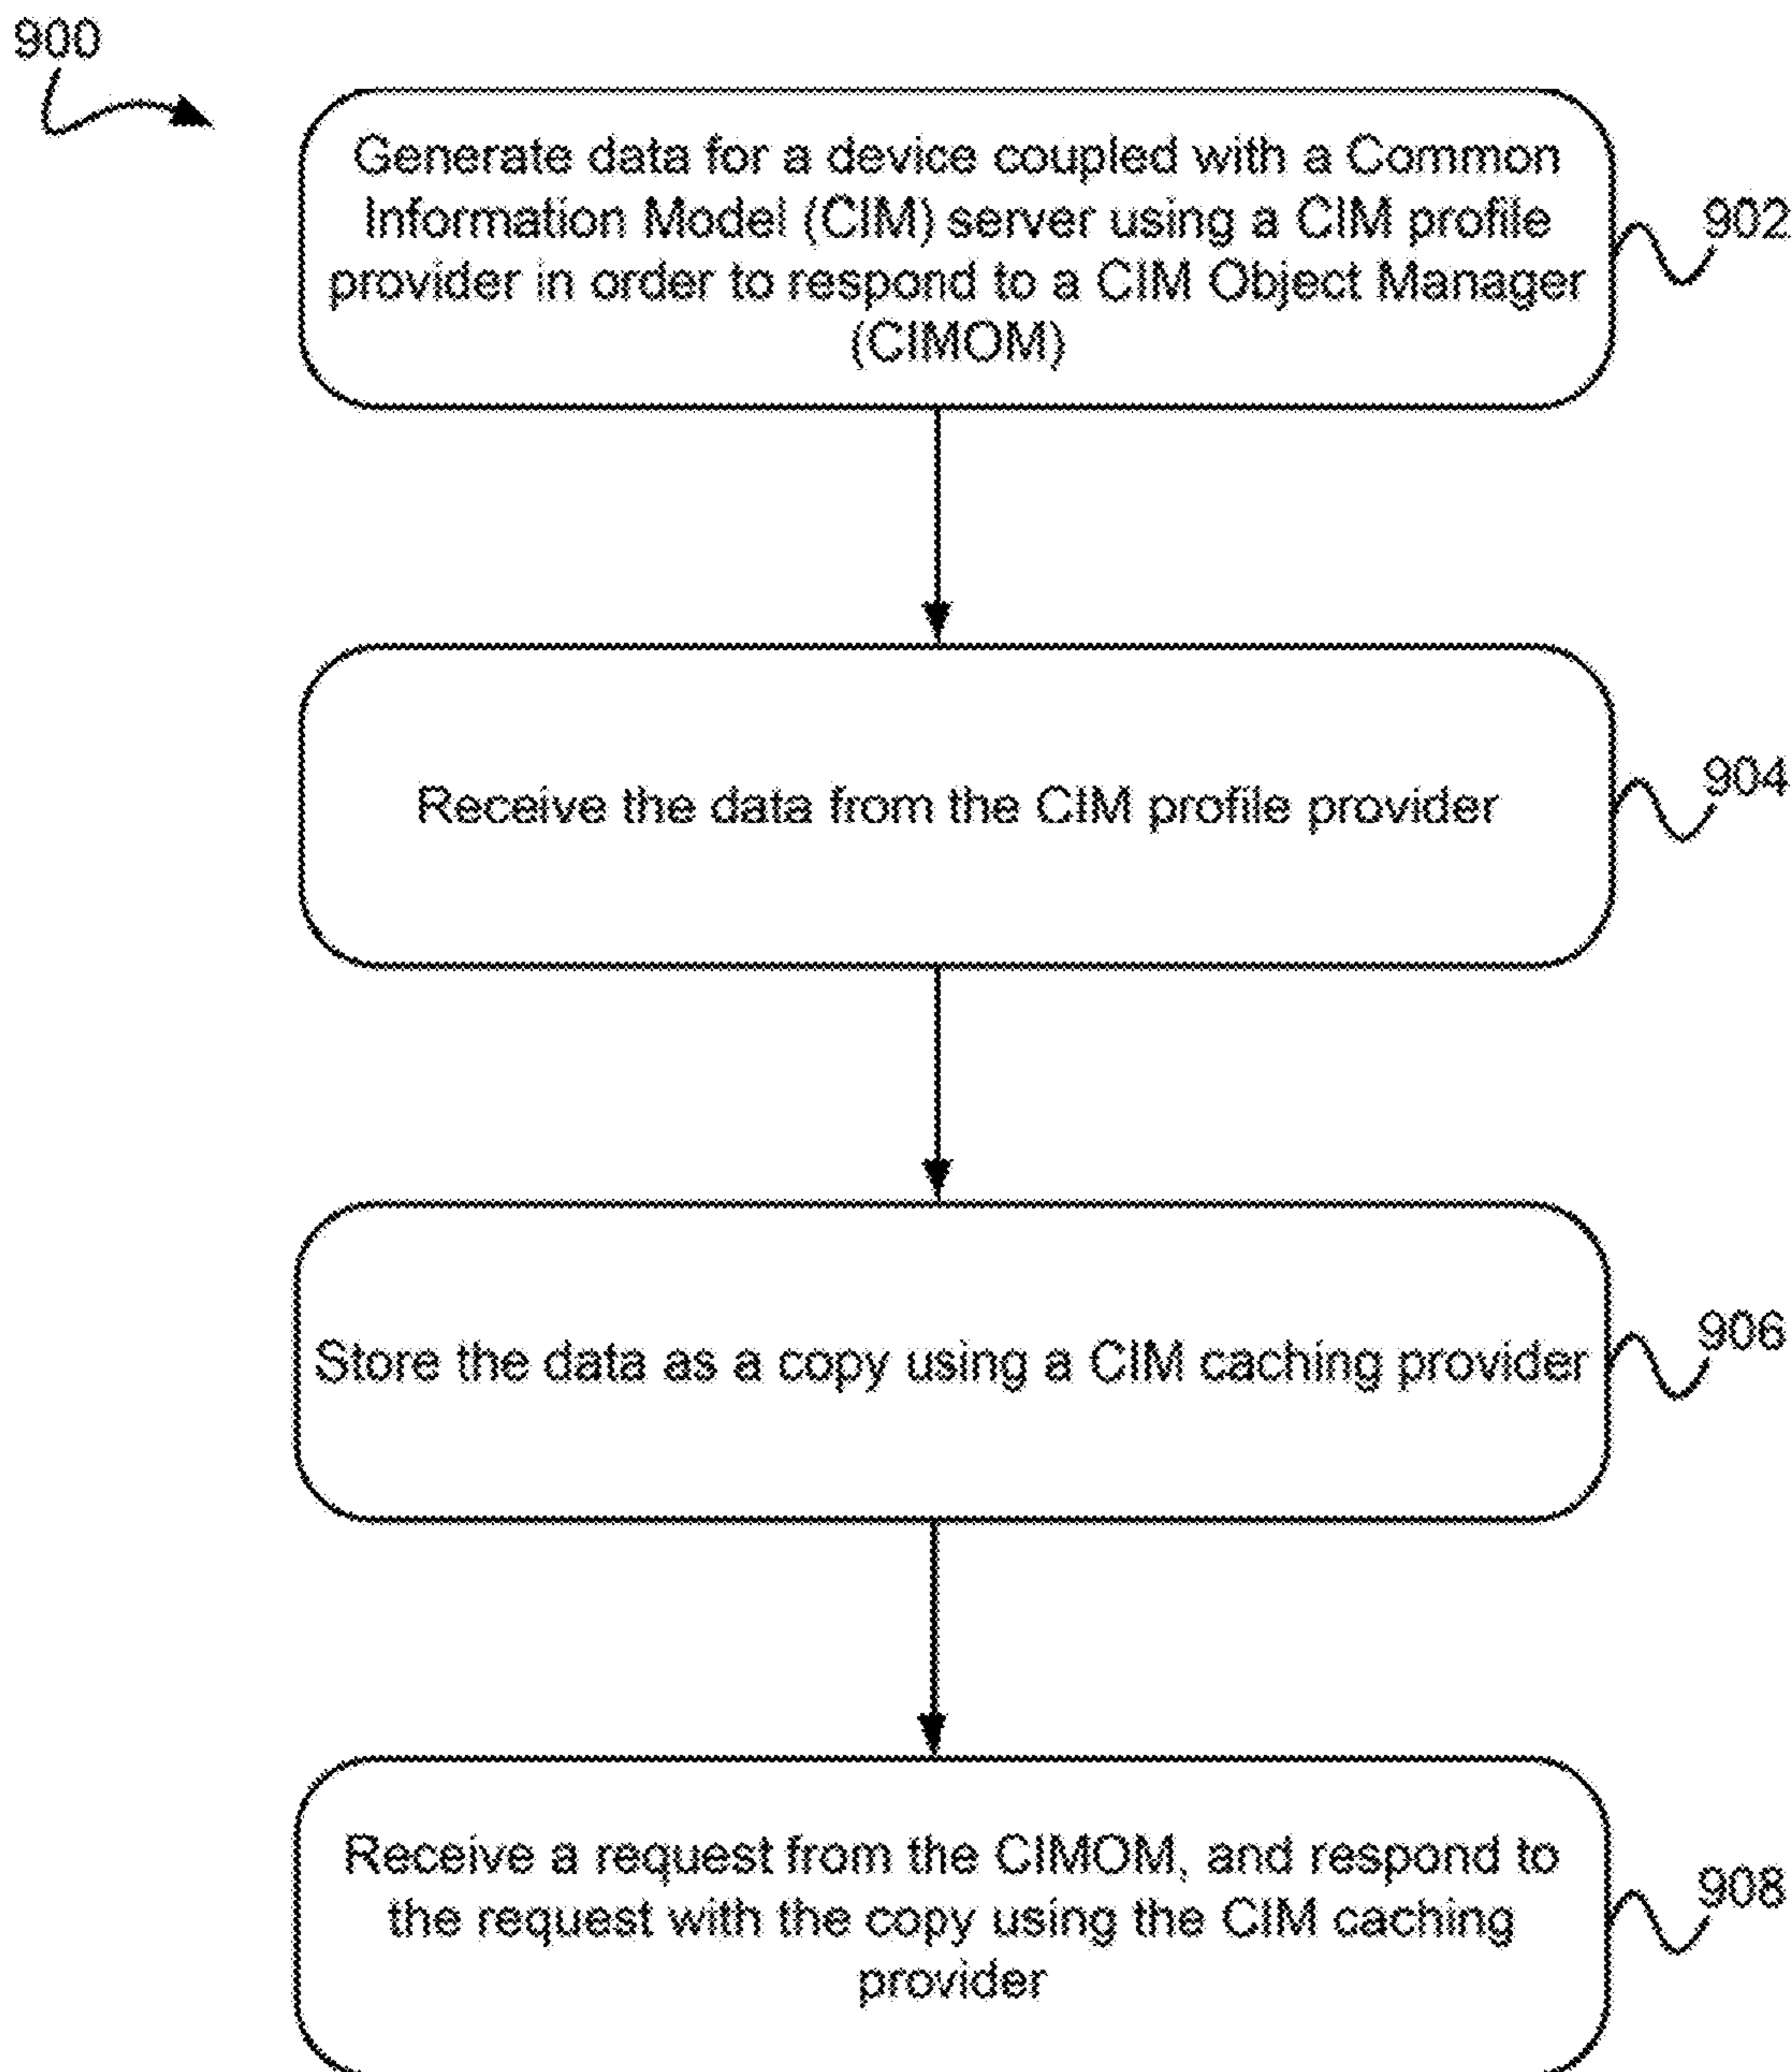 900
Generate data for a device coupled with a Common
Information Model (CIM) server using a CIM profile
provider in order to respond to a CIM Object Manager
(CIMOM)
902
Receive the data from the CIM profile provider
904
Store the data as a copy using a CIM caching provider
906
Receive a request from the CIMOM, and respond to
the request with the copy using the CIM caching
provider
908